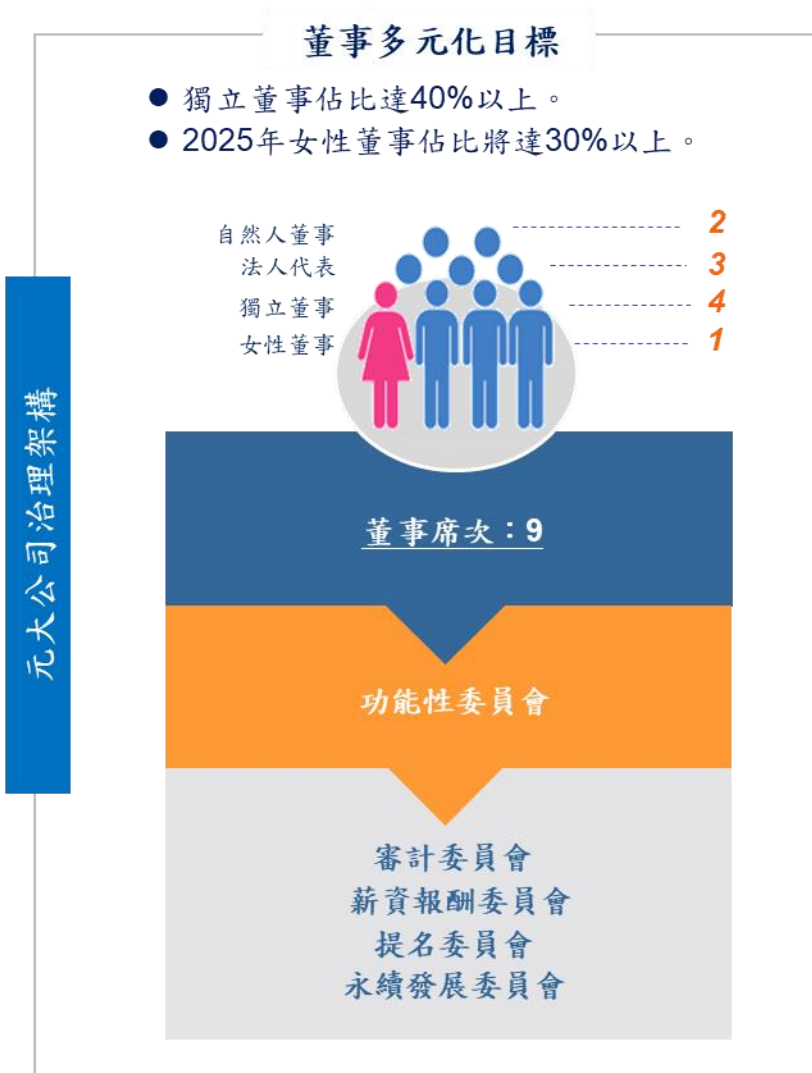 董事多元化目標
● 獨立董事佔比達40%以上。
● 2025年女性董事佔比將達30%以上。
自然人董事 2
法人代表 3
獨立董事 4
女性董事 1
元大公司治理架構
董事席次：9
功能性委員會
審計委員會
薪資報酬委員會
提名委員會
永續發展委員會